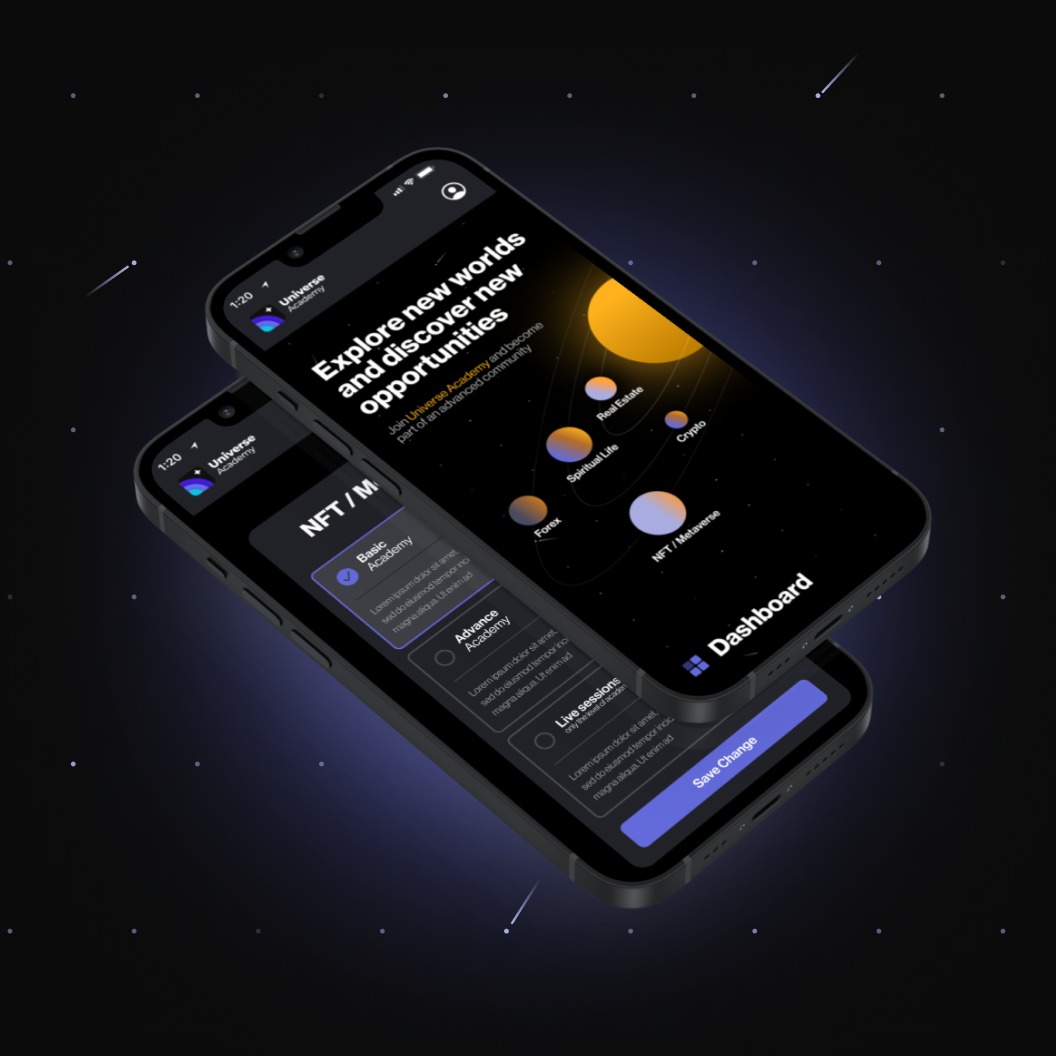 1:20
Universe
Academy
Explore new worlds
and discover new
opportunities
Join Universe Academy and become
part of an advanced community
Real Estate
Crypto
Spiritual Life
Forex
NFT / Metaverse
Dashboard
1:20
Universe
Academy
NFT / M
Basic
Academy
Lorem ipsum dolor sit amet,
sed do eiusmod tempor inc
magna aliqua. Ut enim ad
Advance
Academy
Lorem ipsum dolor sit amet,
sed do eiusmod tempor inc
magna aliqua. Ut enim ad
Live sessions
only the level of academ
Lorem ipsum dolor sit amet,
sed do eiusmod tempor incid
magna aliqua. Ut enim ad
Save Change